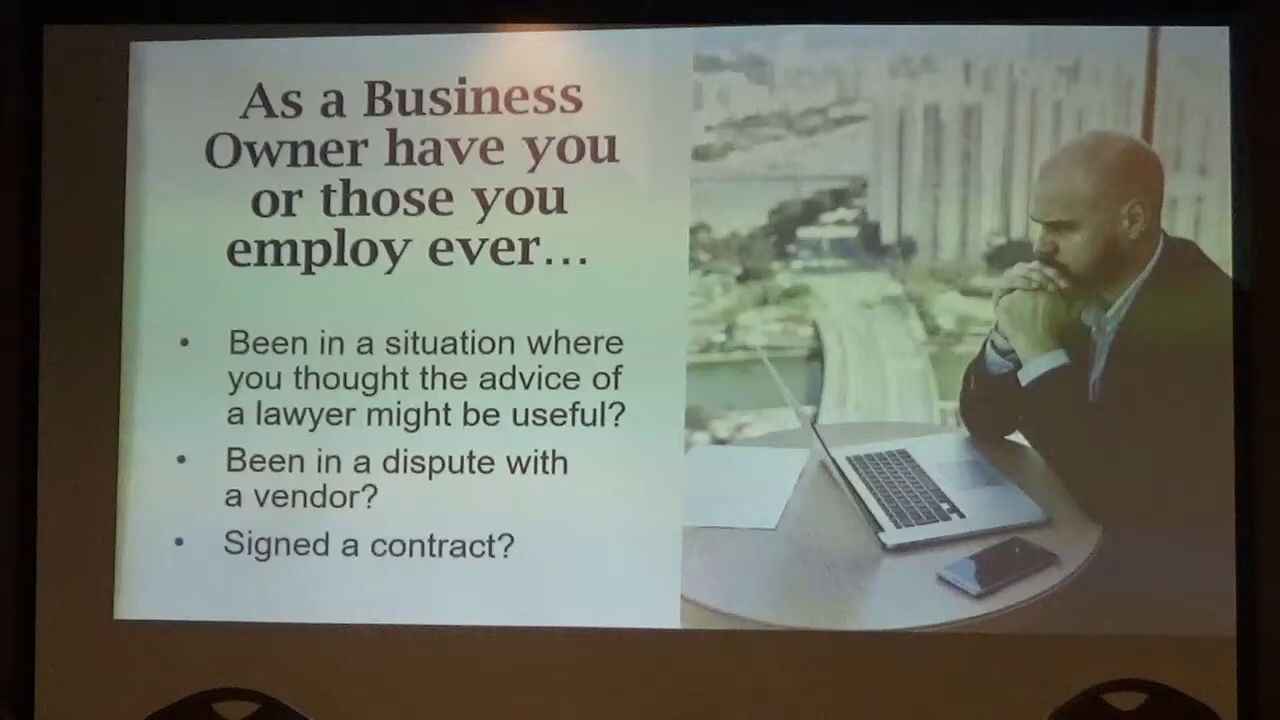 As a Business
Owner have you
or those you
employ ever…
• Been in a situation where
you thought the advice of
a lawyer might be useful?
• Been in a dispute with
a vendor?
• Signed a contract?